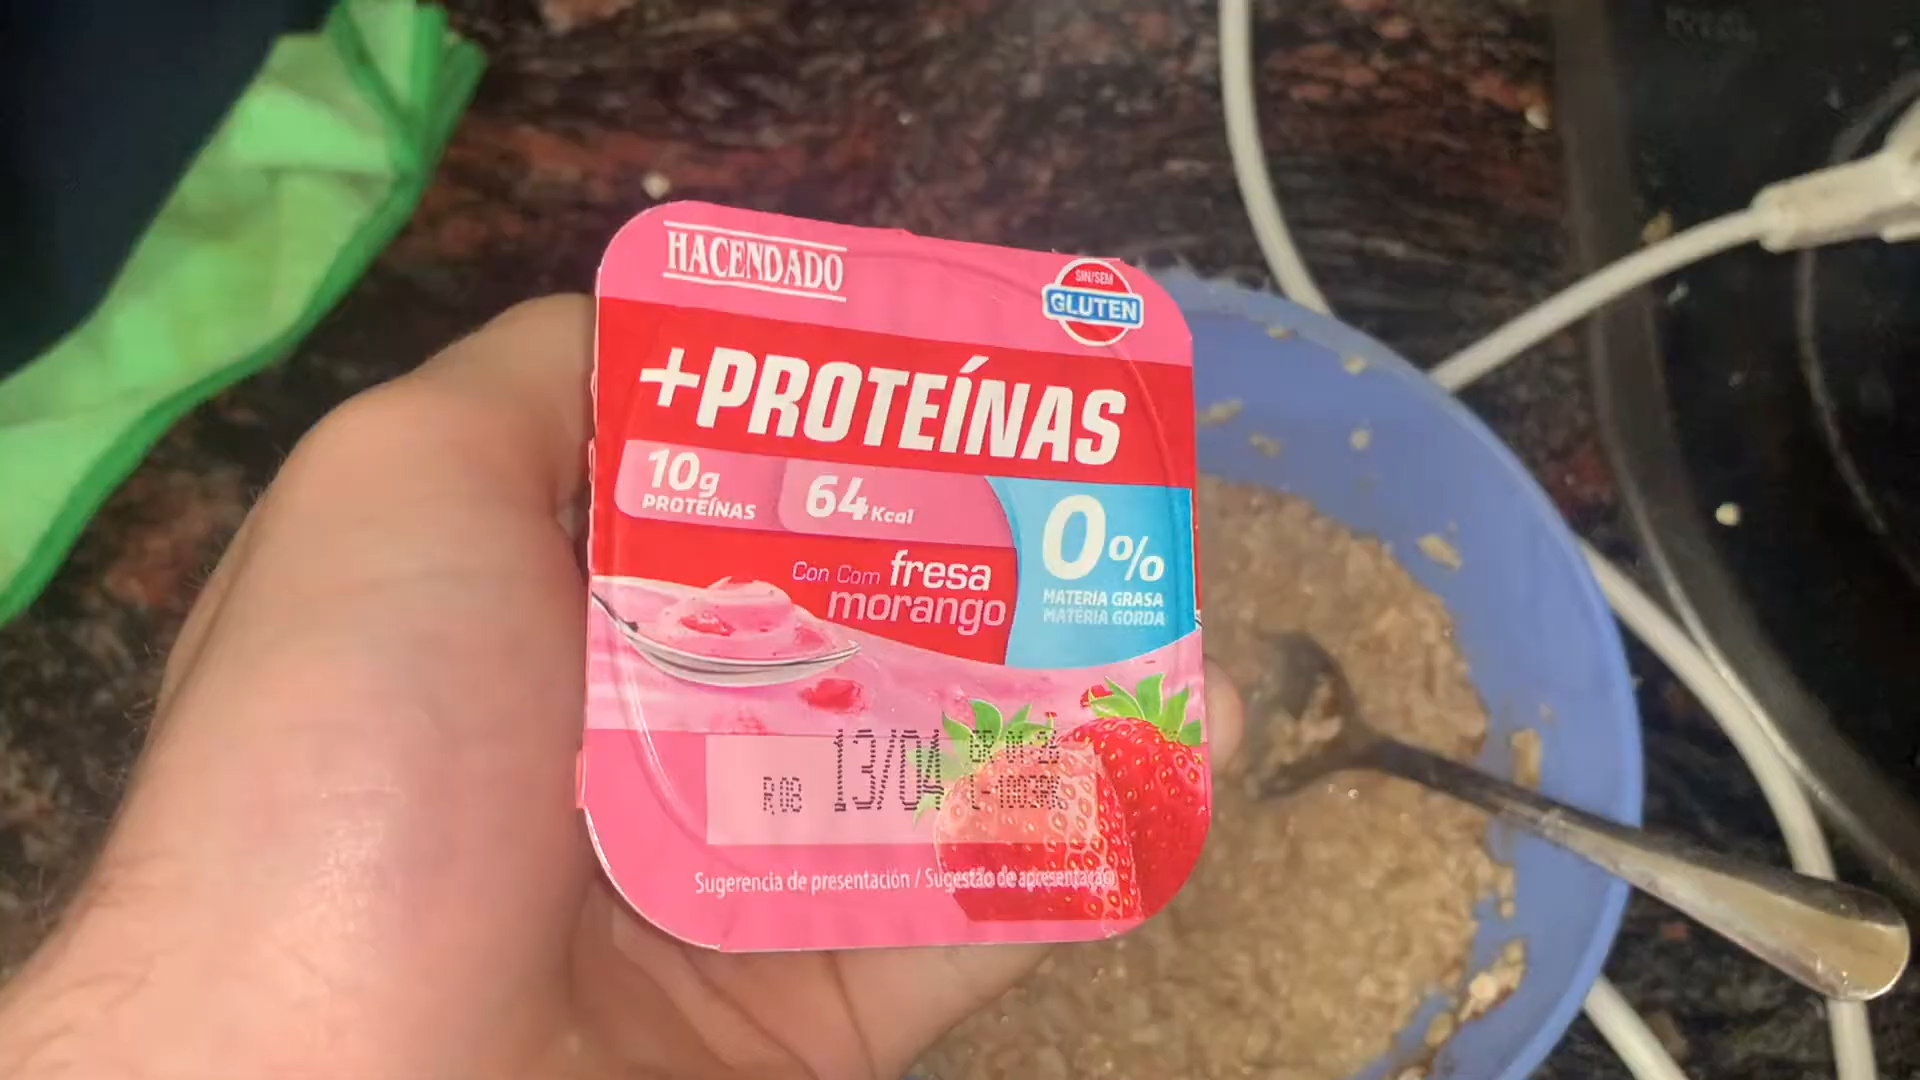 HACENDADO
SIN/SEM
GLUTEN
+PROTEÍNAS
10g
PROTEÍNAS
64 Kcal
0%
MATERIA GRASA
MATÉRIA GORDA
Con Com fresa
morango
R08 13/04
Sugerencia de presentación / Sugestão de apresentação